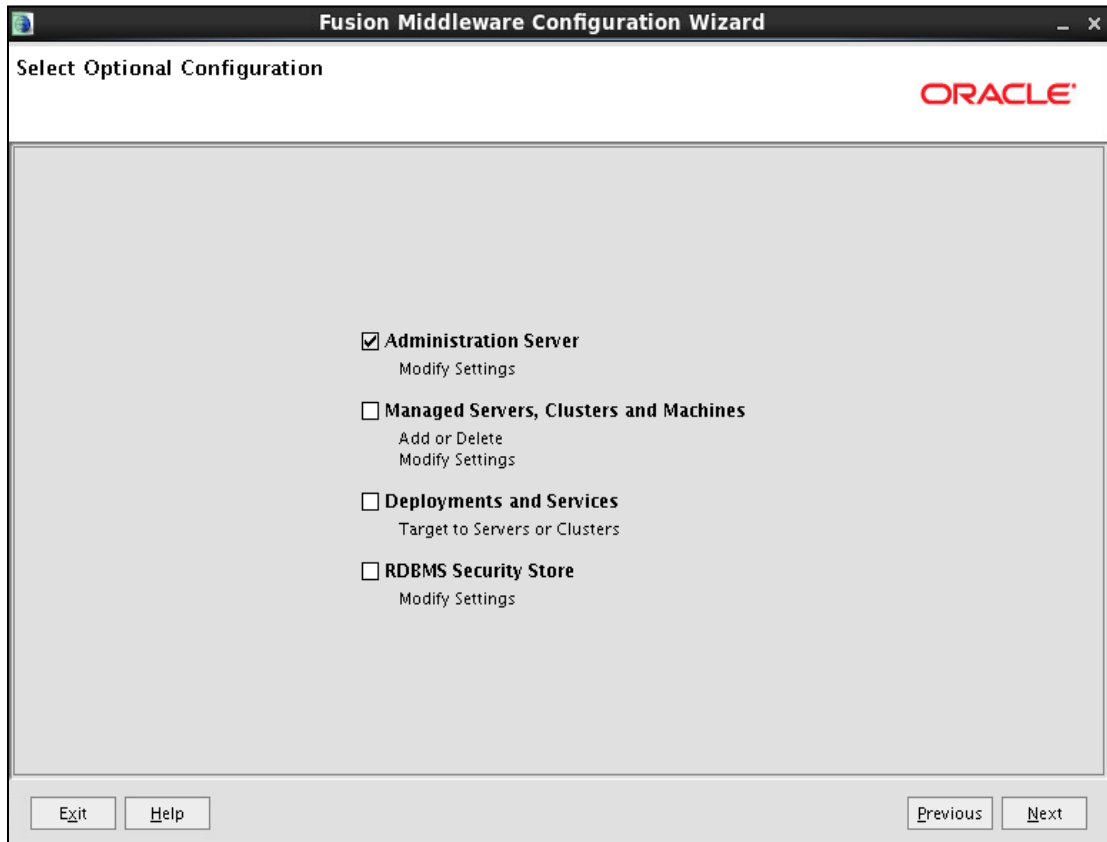 Fusion Middleware Configuration Wizard
Select Optional Configuration
ORACLE
Administration Server
Modify Settings
Managed Servers, Clusters and Machines
Add or Delete
Modify Settings
Deployments and Services
Target to Servers or Clusters
RDBMS Security Store
Modify Settings
Exit Help Previous Next